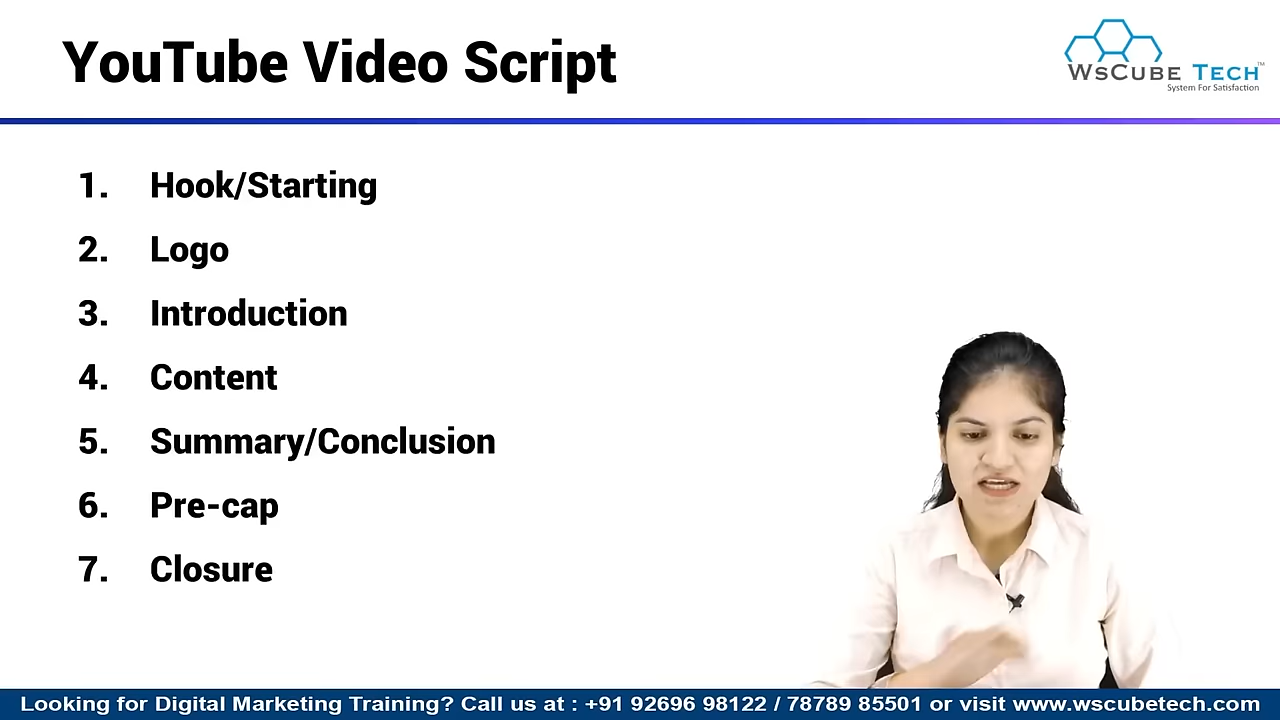 YouTube Video Script
WsCube Tech™
System For Satisfaction
1. Hook/Starting
2. Logo
3. Introduction
4. Content
5. Summary/Conclusion
6. Pre-cap
7. Closure
Looking for Digital Marketing Training? Call us at : +91 92696 98122 / 78789 85501 or visit www.wscubetech.com